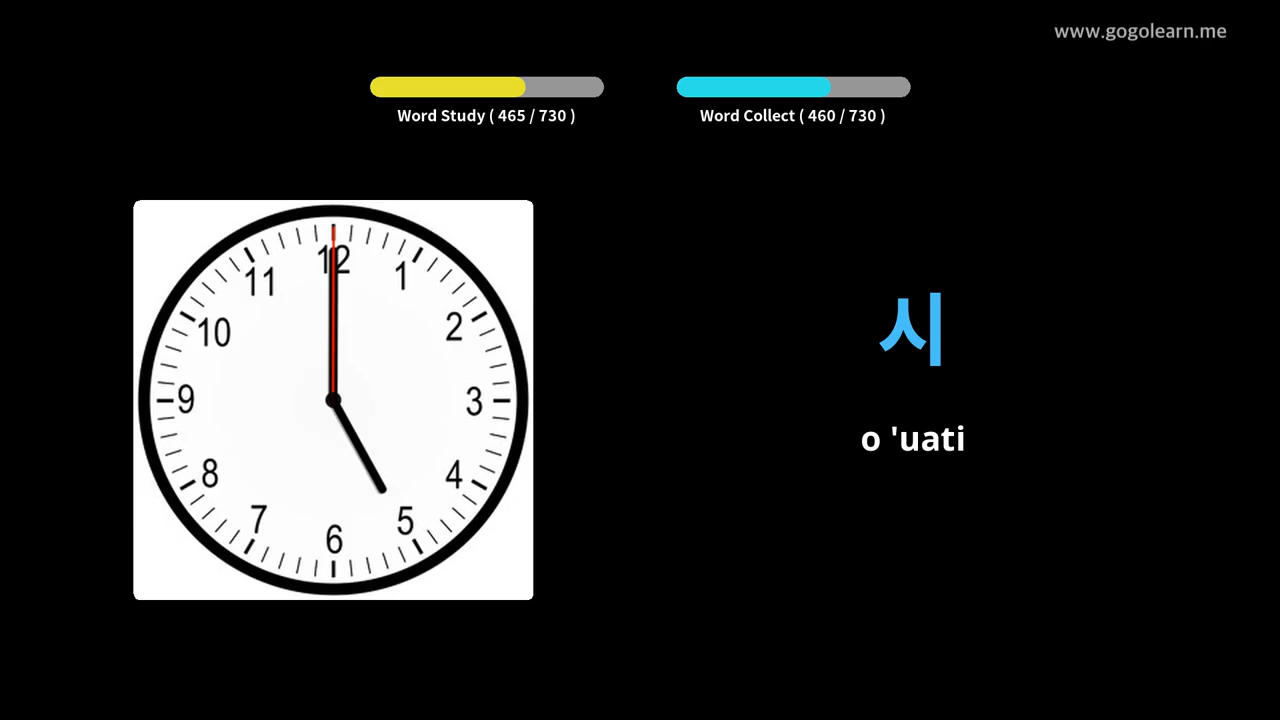 www.gogolearn.me
Word Study ( 465 / 730 )
Word Collect ( 460 / 730 )
12
11
1
10
2
9
3
8
4
7
5
6
시
o 'uati